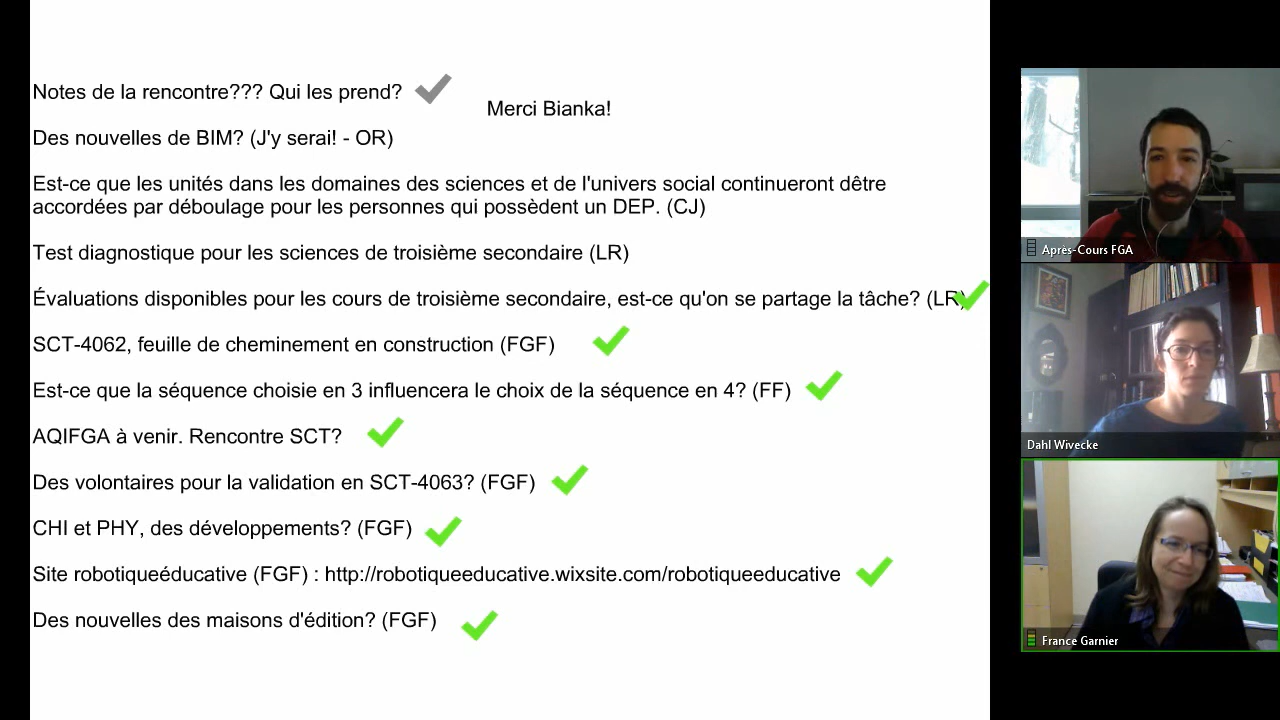 Notes de la rencontre??? Qui les prend?
Merci Bianka!
Des nouvelles de BIM? (J'y serai! - OR)
Est-ce que les unités dans les domaines des sciences et de l'univers social continueront dêtre
accordées par déboulage pour les personnes qui possèdent un DEP. (CJ)
Test diagnostique pour les sciences de troisième secondaire (LR)
Évaluations disponibles pour les cours de troisième secondaire, est-ce qu'on se partage la tâche? (LR)
SCT-4062, feuille de cheminement en construction (FGF)
Est-ce que la séquence choisie en 3 influencera le choix de la séquence en 4? (FF)
AQIFGA à venir. Rencontre SCT?
Des volontaires pour la validation en SCT-4063? (FGF)
CHI et PHY, des développements? (FGF)
Site robotiqueéducative (FGF) : http://robotiqueeducative.wixsite.com/robotiqueeducative
Des nouvelles des maisons d'édition? (FGF)
Après-Cours FGA
Dahl Wivecke
France Garnier